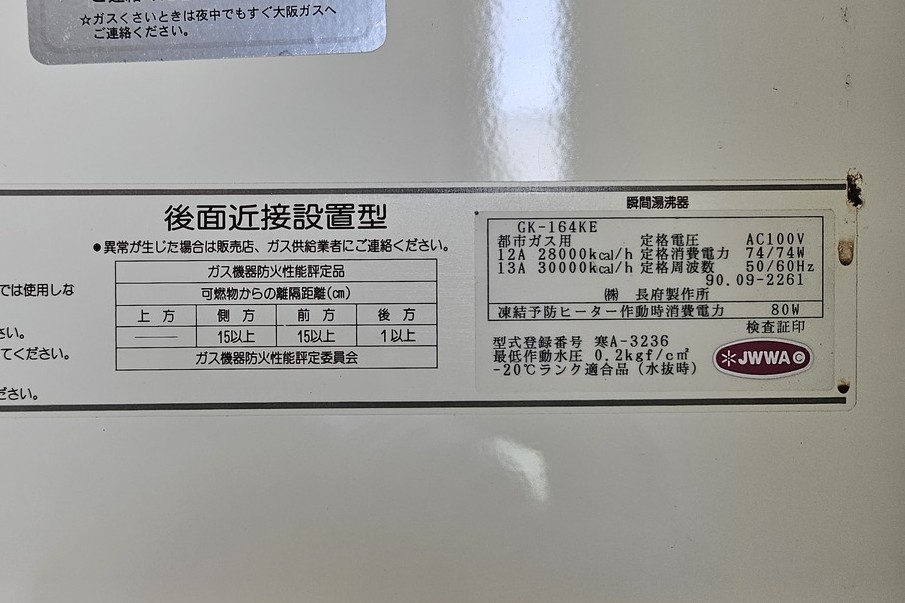 ☆ガスくさいときは夜中でもすぐ大阪ガスへ
ご連絡ください。
では使用しな
さい。
てください。
ださい。
後面近接設置型
●異常が生じた場合は販売店、ガス供給業者にご連絡ください。
ガス機器防火性能評定品
可燃物からの離隔距離(cm)
上方 側方 前方 後方
―― 15以上 15以上 1以上
ガス機器防火性能評定委員会
瞬間湯沸器
GK-164KE
都市ガス用 定格電圧 AC100V
12A 28000kcal/h 定格消費電力 74/74W
13A 30000kcal/h 定格周波数 50/60Hz
90.09-2261
㈱ 長府製作所
凍結予防ヒーター作動時消費電力 80W
検査証印
型式登録番号 寒A-3236
最低作動水圧 0.2kgf/cm²
-20℃ランク適合品(水抜時)
JWWA